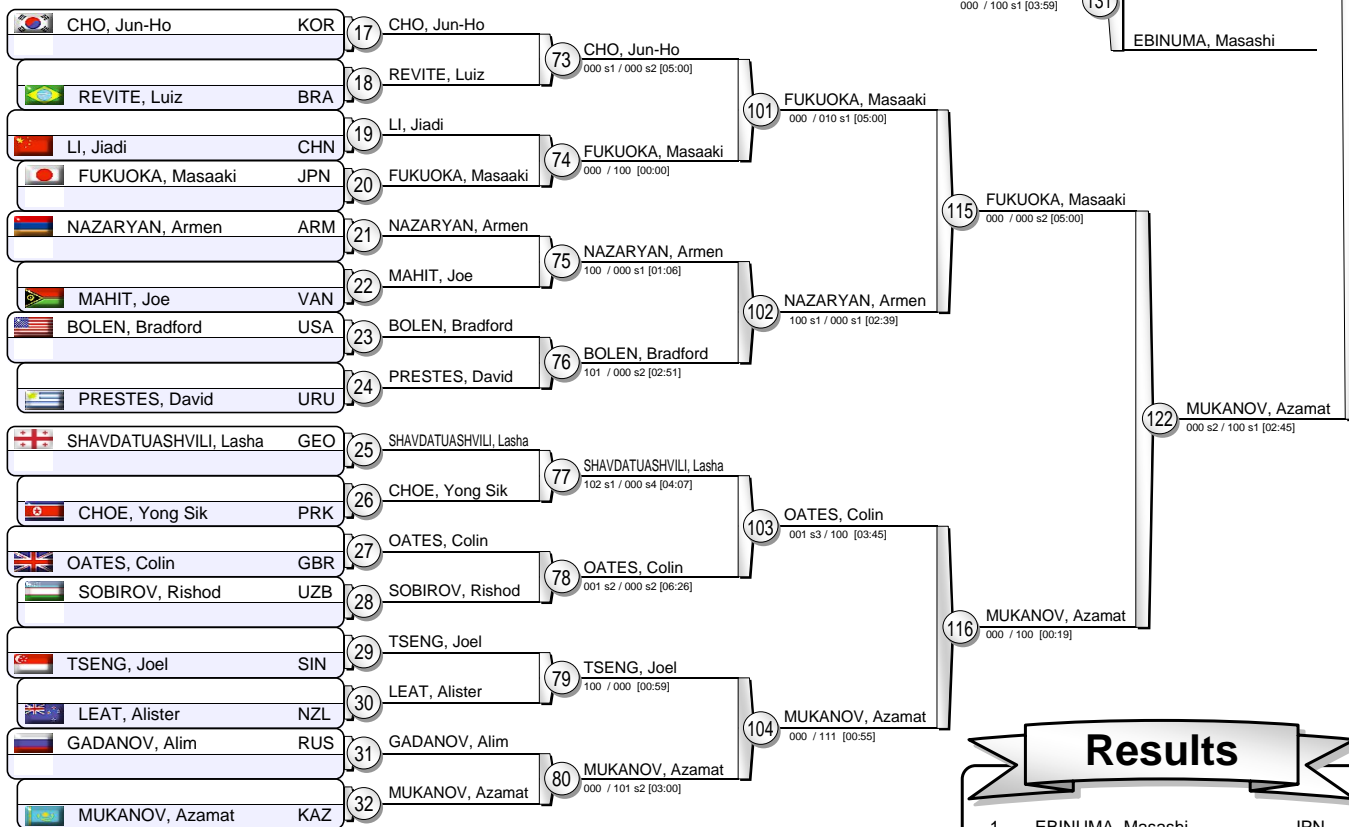 CHO, Jun-Ho KOR
REVITE, Luiz BRA
LI, Jiadi CHN
FUKUOKA, Masaaki JPN
NAZARYAN, Armen ARM
MAHIT, Joe VAN
BOLEN, Bradford USA
PRESTES, David URU
SHAVDATUASHVILI, Lasha GEO
CHOE, Yong Sik PRK
OATES, Colin GBR
SOBIROV, Rishod UZB
TSENG, Joel SIN
LEAT, Alister NZL
GADANOV, Alim RUS
MUKANOV, Azamat KAZ
17 CHO, Jun-Ho
18 REVITE, Luiz
19 LI, Jiadi
20 FUKUOKA, Masaaki
21 NAZARYAN, Armen
22 MAHIT, Joe
23 BOLEN, Bradford
24 PRESTES, David
25 SHAVDATUASHVILI, Lasha
26 CHOE, Yong Sik
27 OATES, Colin
28 SOBIROV, Rishod
29 TSENG, Joel
30 LEAT, Alister
31 GADANOV, Alim
32 MUKANOV, Azamat
73 CHO, Jun-Ho
000 s1 / 000 s2 [05:00]
74 FUKUOKA, Masaaki
000 / 100 [00:00]
75 NAZARYAN, Armen
100 / 000 s1 [01:06]
76 BOLEN, Bradford
101 / 000 s2 [02:51]
77 SHAVDATUASHVILI, Lasha
102 s1 / 000 s4 [04:07]
78 OATES, Colin
001 s2 / 000 s2 [06:26]
79 TSENG, Joel
100 / 000 [00:59]
80 MUKANOV, Azamat
000 / 101 s2 [03:00]
101 FUKUOKA, Masaaki
000 / 010 s1 [05:00]
102 NAZARYAN, Armen
100 s1 / 000 s1 [02:39]
103 OATES, Colin
001 s3 / 100 [03:45]
104 MUKANOV, Azamat
000 / 111 [00:55]
115 FUKUOKA, Masaaki
000 / 000 s2 [05:00]
116 MUKANOV, Azamat
000 / 100 [00:19]
122 MUKANOV, Azamat
000 s2 / 100 s1 [02:45]
000 / 100 s1 [03:59]
131
EBINUMA, Masashi
Results
1 EBINUMA, Masashi JPN